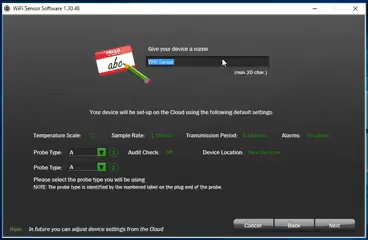 WiFi Sensor Software 1.30.48
HELLO
abc
Give your device a name
WiFi Sensor
(max 20 char.)
Your device will be set-up on the Cloud using the following default settings
Temperature Scale: °C Sample Rate: Transmission Period: Alarms: Disabled
Probe Type: A Audit Check: Off Device Location: New Devices
Probe Type: A
Please select the probe type you will be using
NOTE: The probe type is identified by the numbered label on the plug end of the probe.
Note: In future you can adjust device settings from the Cloud
Cancel Back Next